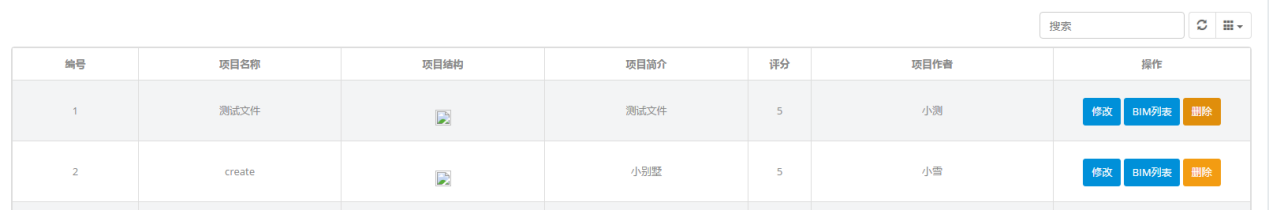 搜索
编号 项目名称 项目结构 项目简介 评分 项目作者 操作
1 测试文件 测试文件 5 小测 修改 BIM列表 删除
2 create 小别墅 5 小雪 修改 BIM列表 删除